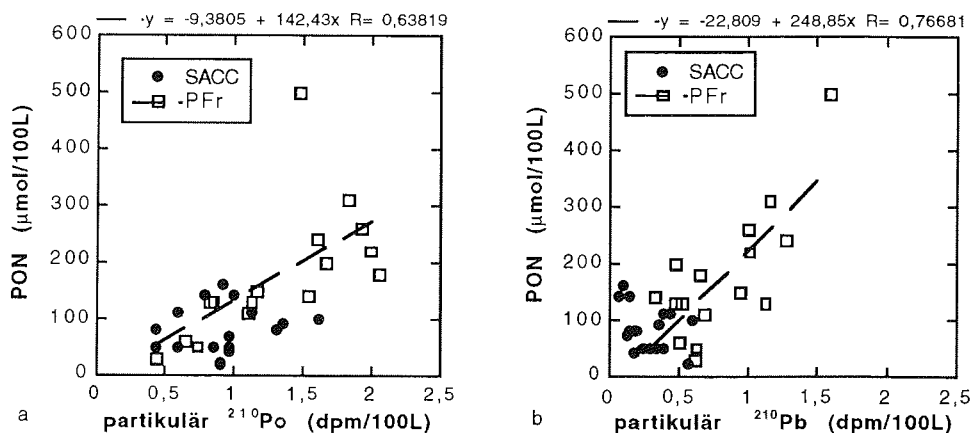 -y = -9,3805 + 142,43x R= 0,63819
600
500
400
300
200
100
0
PON (µmol/100L)
SACC
-PFr
0 0,5 1 1,5 2 2,5
a
partikulär ²¹⁰Po (dpm/100L)
-y = -22,809 + 248,85x R= 0,76681
600
500
400
300
200
100
0
PON (µmol/100L)
SACC
-PFr
0 0,5 1 1,5 2 2,5
b
partikulär ²¹⁰Pb (dpm/100L)